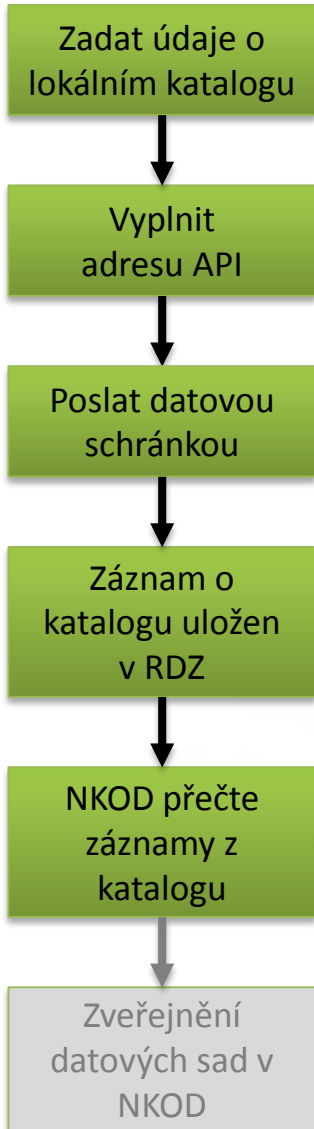 Zadat údaje o
lokálním katalogu
Vyplnit
adresu API
Poslat datovou
schránkou
Záznam o
katalogu uložen
v RDZ
NKOD přečte
záznamy z
katalogu
Zveřejnění
datových sad v
NKOD